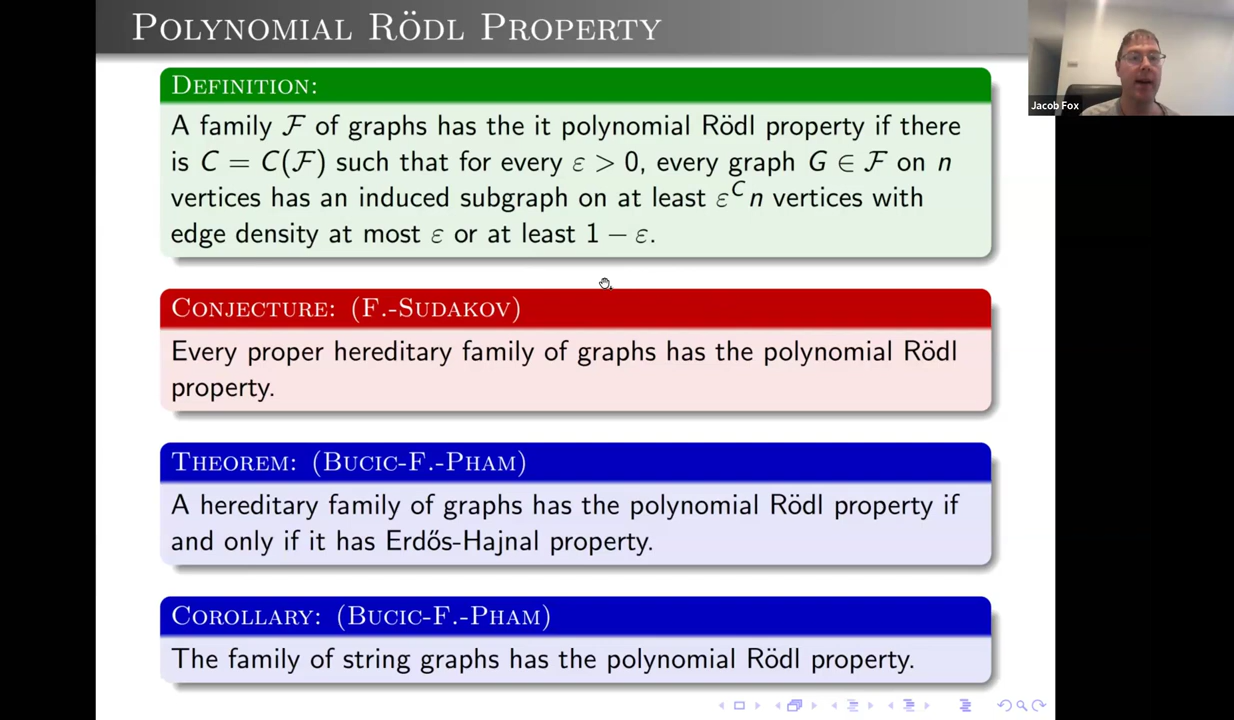 POLYNOMIAL RÖDL PROPERTY
DEFINITION:
A family ℱ of graphs has the it polynomial Rödl property if there
is C = C(ℱ) such that for every ε > 0, every graph G ∈ ℱ on n
vertices has an induced subgraph on at least ε^C n vertices with
edge density at most ε or at least 1 − ε.
CONJECTURE: (F.-SUDAKOV)
Every proper hereditary family of graphs has the polynomial Rödl
property.
THEOREM: (BUCIC-F.-PHAM)
A hereditary family of graphs has the polynomial Rödl property if
and only if it has Erdős-Hajnal property.
COROLLARY: (BUCIC-F.-PHAM)
The family of string graphs has the polynomial Rödl property.
Jacob Fox